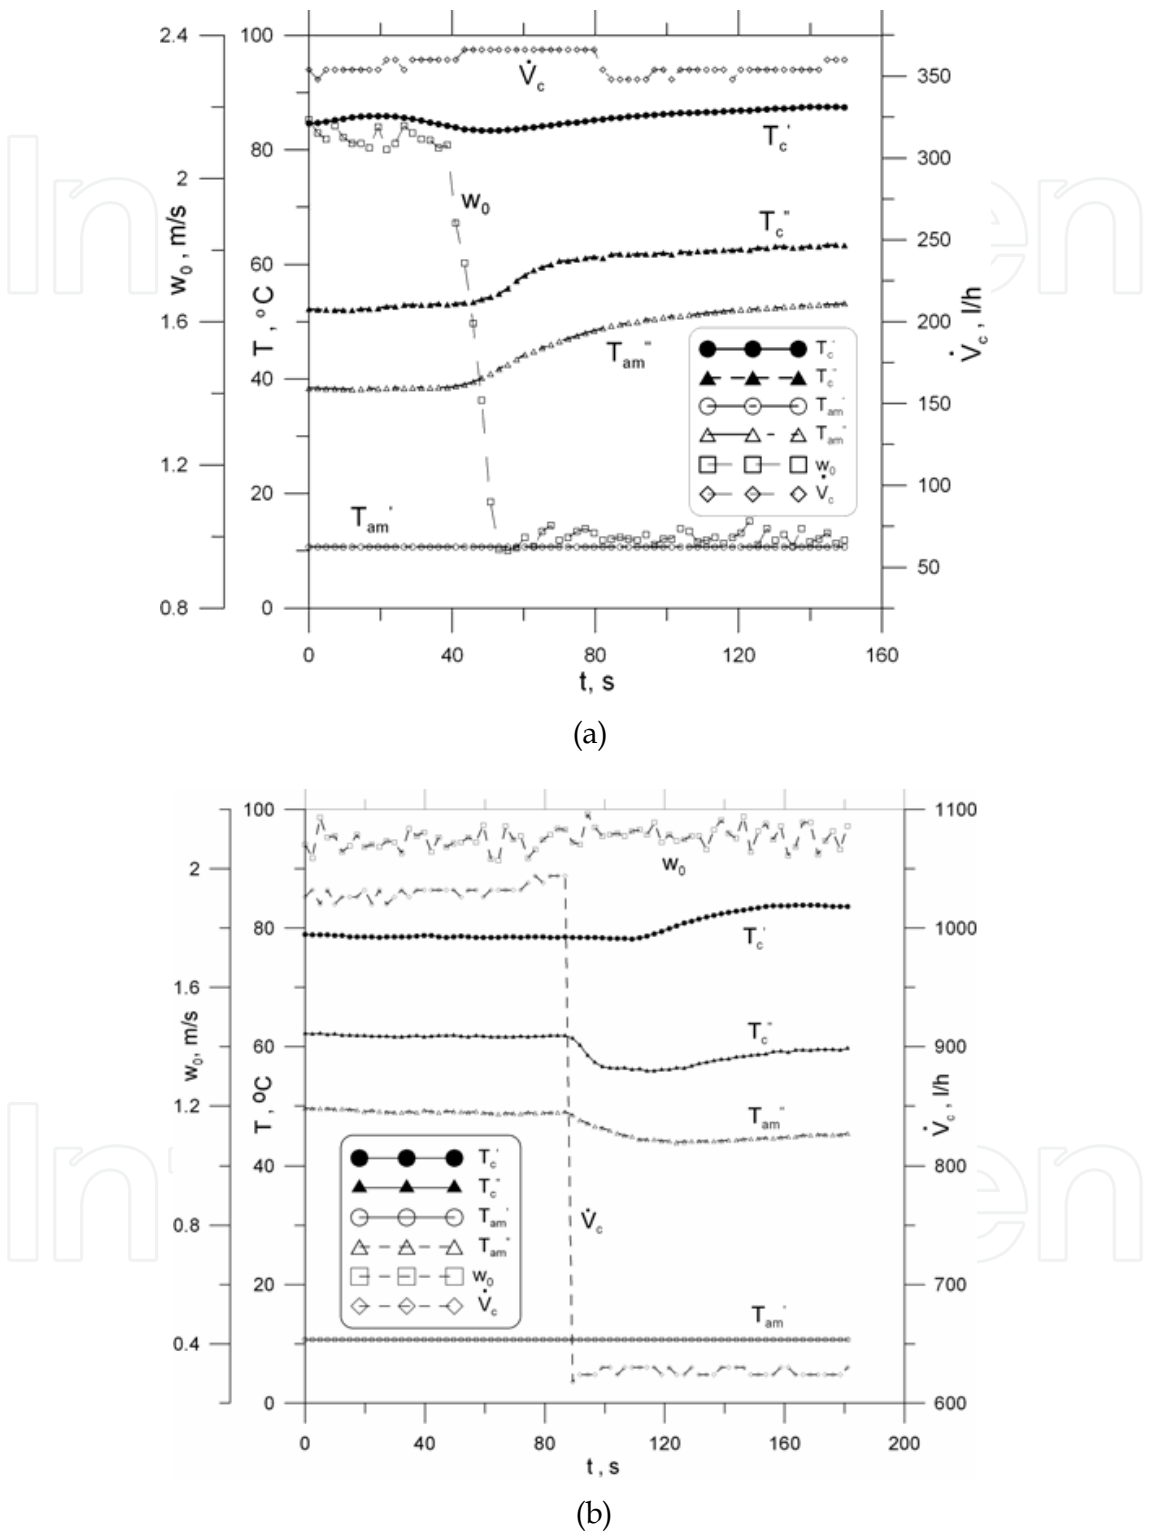 2.4
2
1.6
1.2
0.8
w₀ , m/s
100
80
60
40
20
0
T , °C
350
300
250
200
150
100
50
V̇c , l/h
V̇c
Tc'
w₀
Tc"
Tam"
Tam'
Tc'
Tc"
Tam'
Tam"
w₀
V̇c
0 40 80 120 160
t, s
(a)
2
1.6
1.2
0.8
0.4
w₀, m/s
100
80
60
40
20
0
T , °C
1100
1000
900
800
700
600
V̇c , l/h
w₀
Tc'
Tc"
Tam"
Tc'
Tc"
Tam'
Tam"
w₀
V̇c
V̇c
Tam'
0 40 80 120 160 200
t , s
(b)